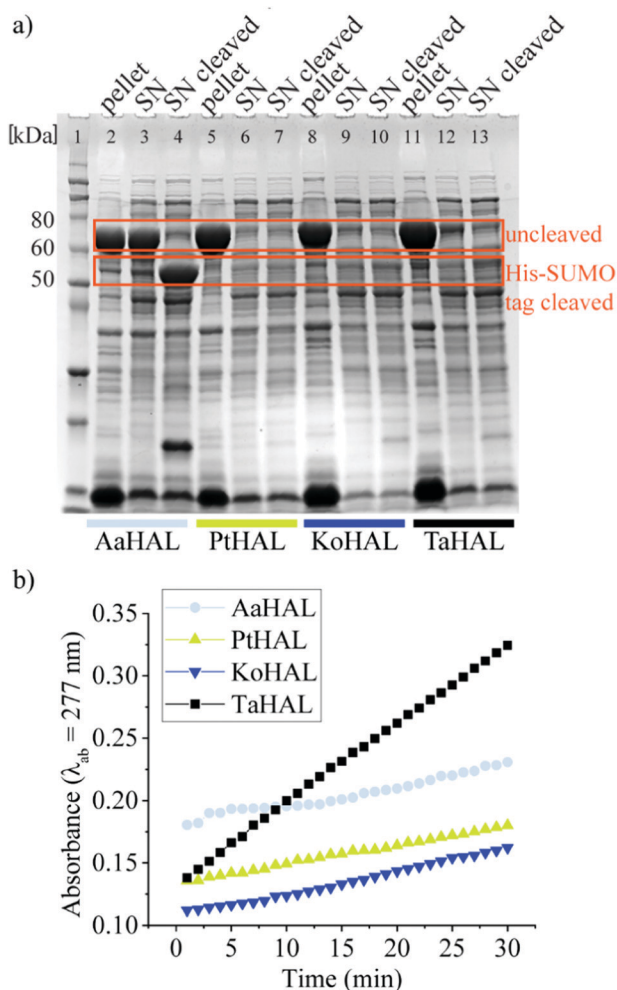 a)
pellet SN SN cleaved pellet SN SN cleaved pellet SN SN cleaved pellet SN SN cleaved
[kDa] 1 2 3 4 5 6 7 8 9 10 11 12 13
80
60
50
uncleaved
His-SUMO
tag cleaved
AaHAL PtHAL KoHAL TaHAL
b)
AaHAL
PtHAL
KoHAL
TaHAL
Absorbance (λab = 277 nm)
0.35
0.30
0.25
0.20
0.15
0.10
0 5 10 15 20 25 30
Time (min)